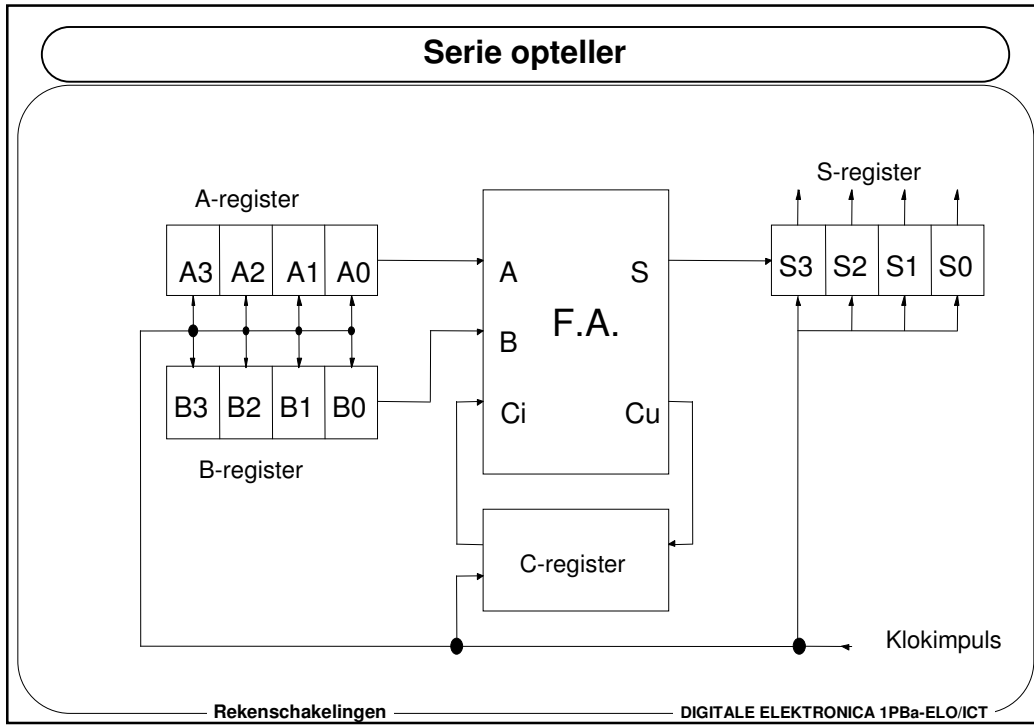 Serie opteller
A-register
S-register
A3 A2 A1 A0
A S
S3 S2 S1 S0
F.A.
B
B3 B2 B1 B0
Ci Cu
B-register
C-register
Klokimpuls
Rekenschakelingen
DIGITALE ELEKTRONICA 1PBa-ELO/ICT